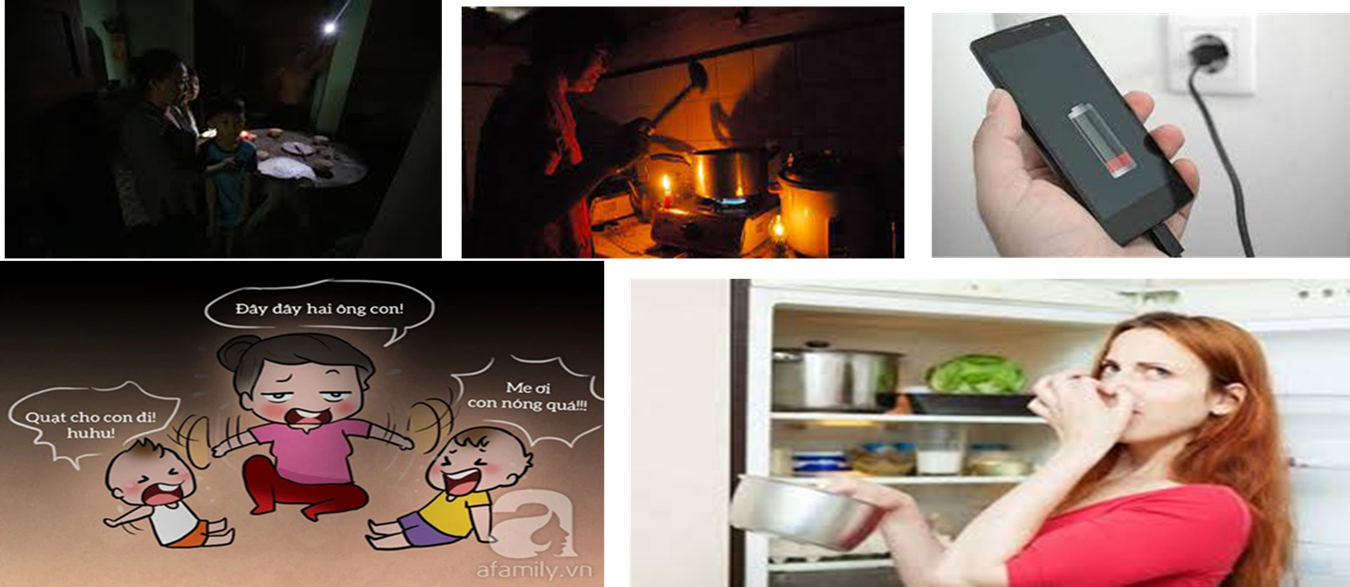 Đây đây hai ông con!
Quạt cho con đi!
huhu!
Mẹ ơi
con nóng quá!!!
afamily.vn